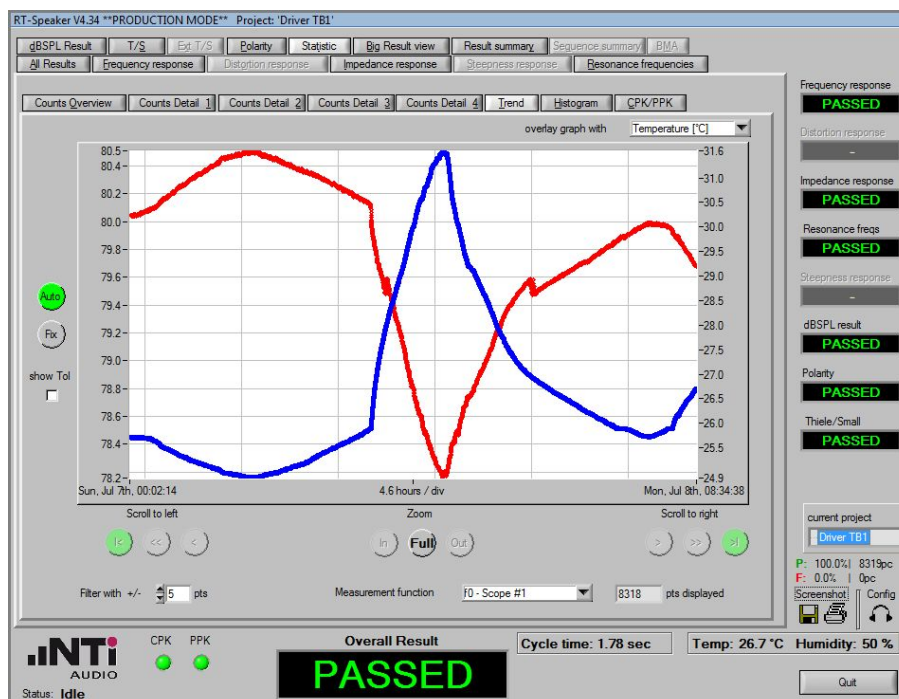 RT-Speaker V4.34 **PRODUCTION MODE** Project: 'Driver TB1'
dBSPL Result T/S Ext T/S Polarity Statistic Big Result view Result summary Sequence summary BMA
All Results Frequency response Distortion response Impedance response Steepness response Resonance frequencies
Counts Overview Counts Detail 1 Counts Detail 2 Counts Detail 3 Counts Detail 4 Trend Histogram CPK/PPK
overlay graph with Temperature [°C]
80.5 31.6
80.4
80.2 31.0
30.5
80.0 30.0
79.8 29.5
79.6 29.0
79.4 28.5
79.2 28.0
79.0 27.5
78.8 27.0
78.6 26.5
26.0
78.4 25.5
78.2 24.9
Auto
Fix
show Tol
Sun, Jul 7th, 00:02:14 4.6 hours / div Mon, Jul 8th, 08:34:38
Scroll to left Zoom Scroll to right
|< << < In Full Out > >> >|
Filter with +/- 5 pts Measurement function f0 - Scope #1 8318 pts displayed
Frequency response
PASSED
Distortion response
-
Impedance response
PASSED
Resonance freqs
PASSED
Steepness response
-
dBSPL result
PASSED
Polarity
PASSED
Thiele/Small
PASSED
current project
Driver TB1
P: 100.0%| 8319pc
F: 0.0% | 0pc
Screenshot Config
NTi
AUDIO
CPK PPK
Status: Idle
Overall Result
PASSED
Cycle time: 1.78 sec Temp: 26.7 °C Humidity: 50 %
Quit